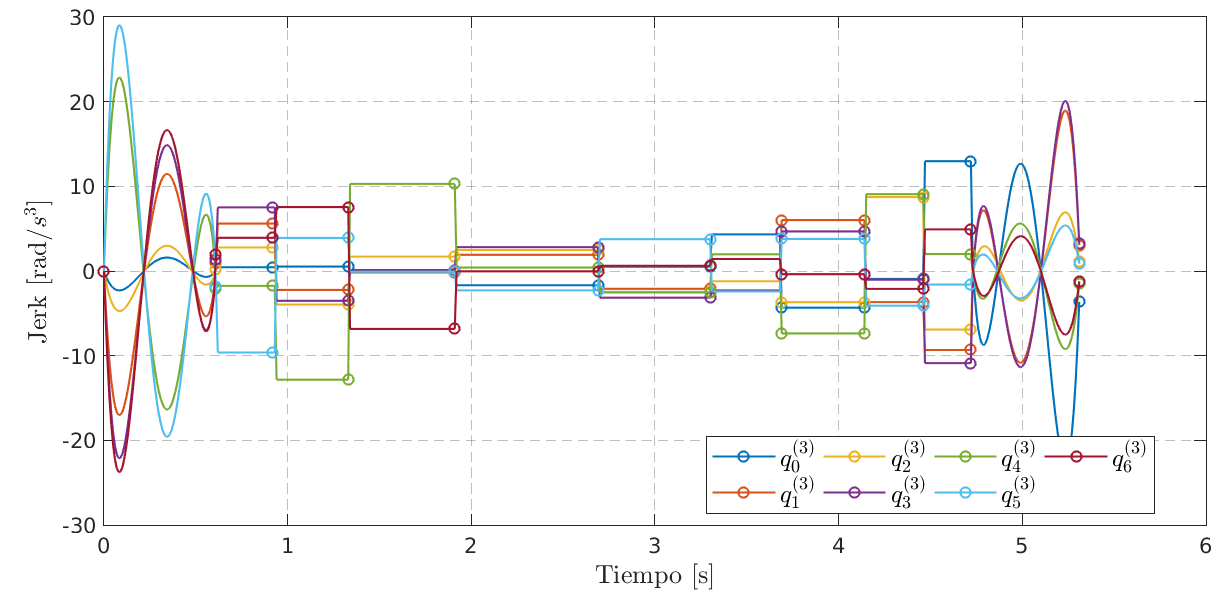 30
20
10
0
-10
-20
-30
Jerk [rad/s³]
0 1 2 3 4 5 6
Tiempo [s]
q₀⁽³⁾ q₂⁽³⁾ q₄⁽³⁾ q₆⁽³⁾
q₁⁽³⁾ q₃⁽³⁾ q₅⁽³⁾